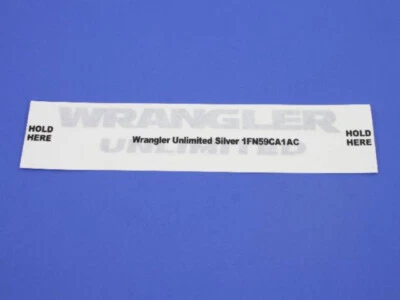 WRANGLER
HOLD
HERE
Wrangler Unlimited Silver 1FN59CA1AC
HOLD
HERE
UNLIMITED